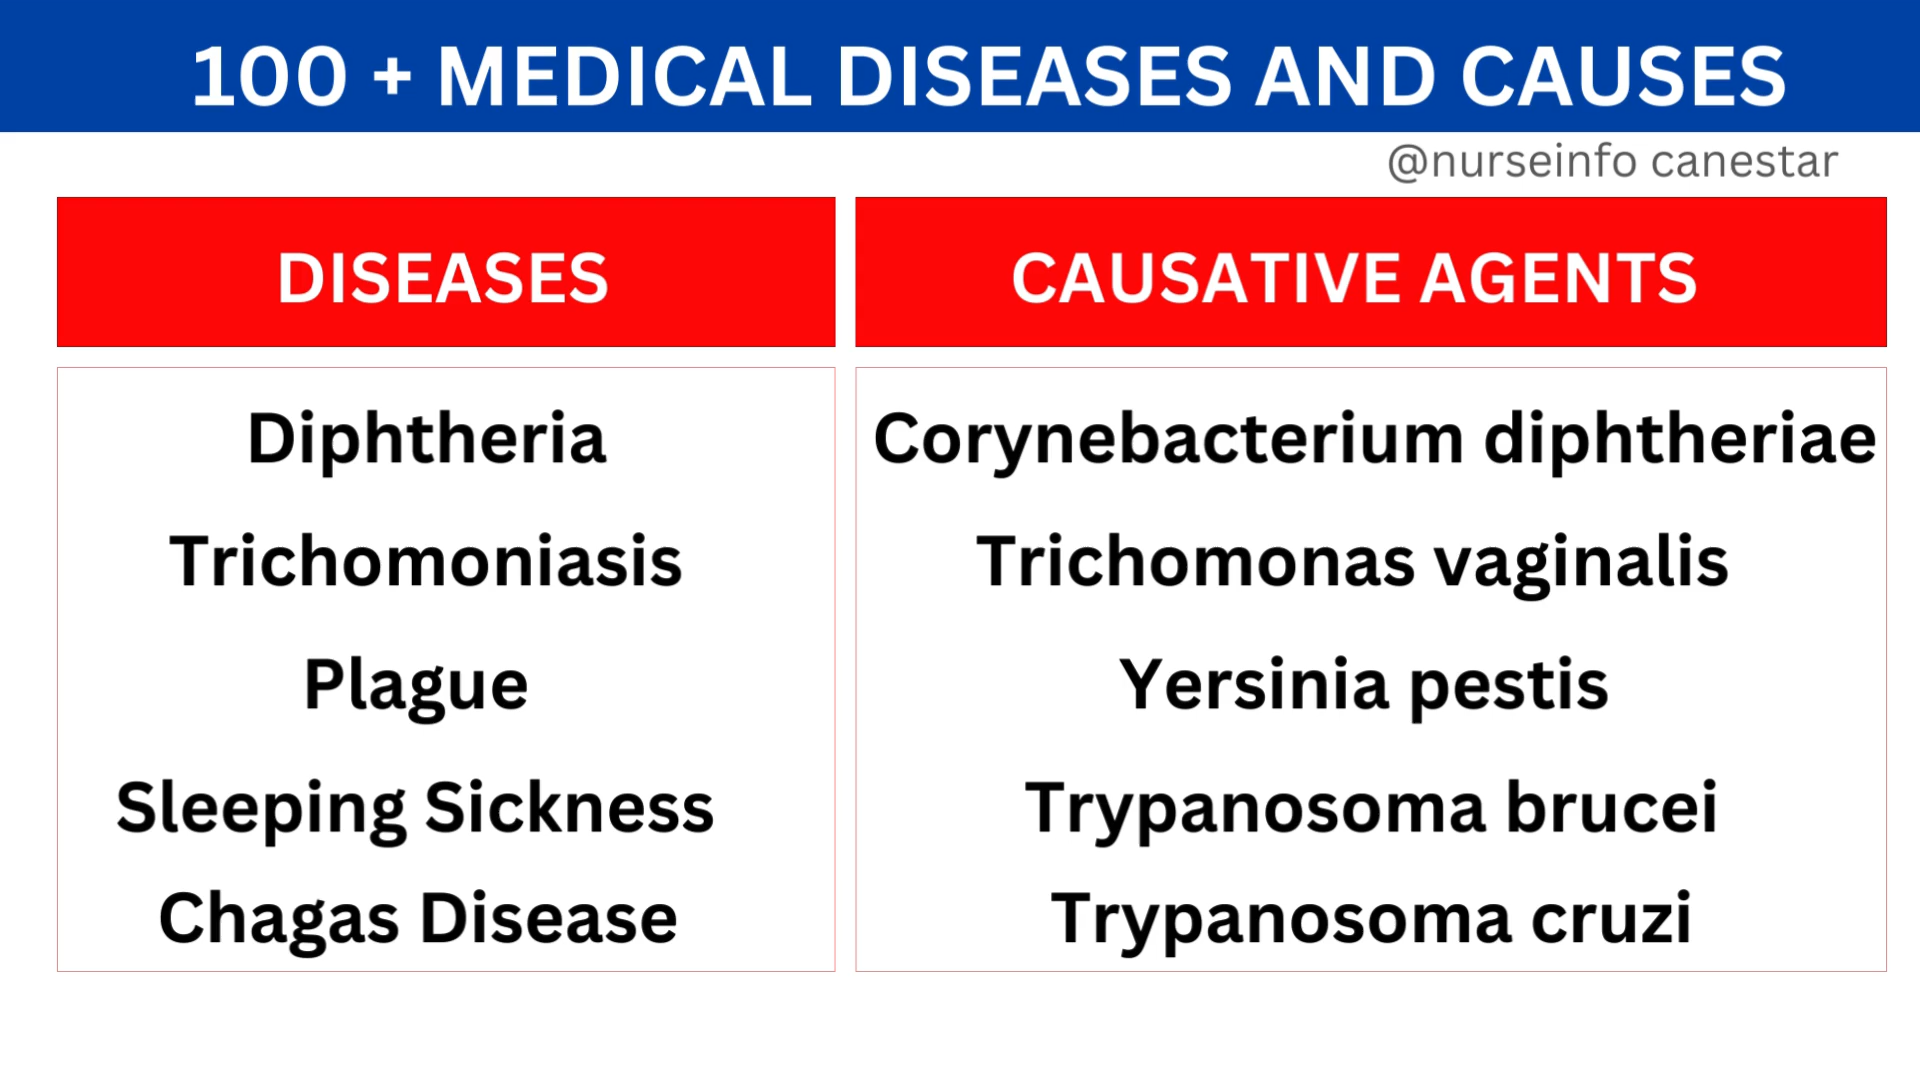 100 + MEDICAL DISEASES AND CAUSES
@nurseinfo canestar
DISEASES
CAUSATIVE AGENTS
Diphtheria
Corynebacterium diphtheriae
Trichomoniasis
Trichomonas vaginalis
Plague
Yersinia pestis
Sleeping Sickness
Trypanosoma brucei
Chagas Disease
Trypanosoma cruzi